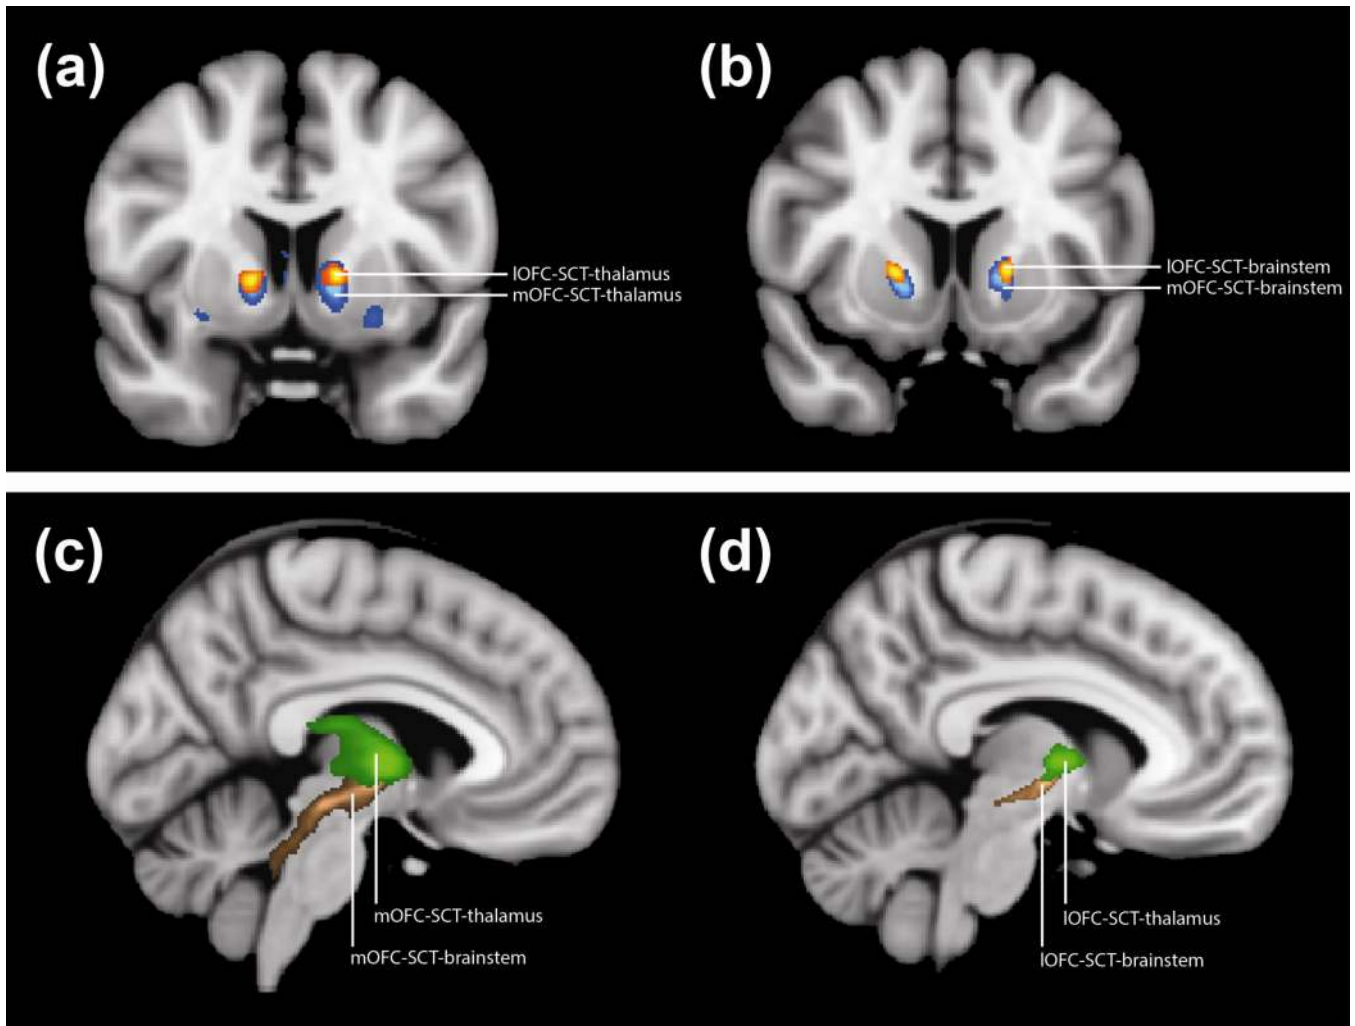 (a)
(b)
lOFC-SCT-thalamus
mOFC-SCT-thalamus
lOFC-SCT-brainstem
mOFC-SCT-brainstem
(c)
(d)
mOFC-SCT-thalamus
mOFC-SCT-brainstem
lOFC-SCT-thalamus
lOFC-SCT-brainstem